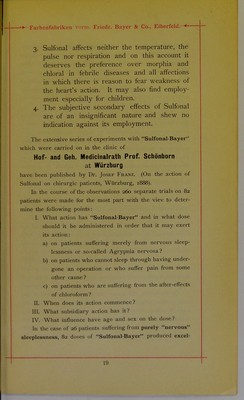 Farbenfabriken vorm. Friedr. Bayer & Co., Elberfeld.
3. Sulfonal affects neither the temperature, the
pulse nor respiration and on this account it
deserves the preference over morphia and
chloral in febrile diseases and all affections
in which there is reason to fear weakness of
the heart's action. It may also find employ-
ment especially for children.
4. The subjective secondary effects of Sulfonal
are of an insignificant nature and shew no
indication against its employment.
The extensive series of experiments with "Sulfonal-Bayer"
which were carried on in the clinic of
Hof- and Geh. Medicinalrath Prof. Schönborn
at Würzburg
have been published by Dr. Josef Franz. (On the action of
Sulfonal on chirurgic patients, Würzburg, 1888).
In the course of the observations 160 separate trials on 82
patients were made for the most part with the viev to deter-
mine the following points:
I. What action has "Sulfonal-Bayer" and in what dose
should it be administered in order that it may exert
its action:
a) on patients suffering merely from nervous sleep-
lessness or so-called Agrypnia nervosa?
b) on patients who cannot sleep through having under-
gone an operation or who suffer pain from some
other cause?
c) on patients who are suffering from the after-effects
of chloroform?
II. When does its action commence?
III. What subsidiary action has it?
IV. What influence have age and sex on the dose?
In the case of 26 patients suffering from purely "nervous"
sleeplessness, 82 doses of "Sulfonal-Bayer" produced excel-
19